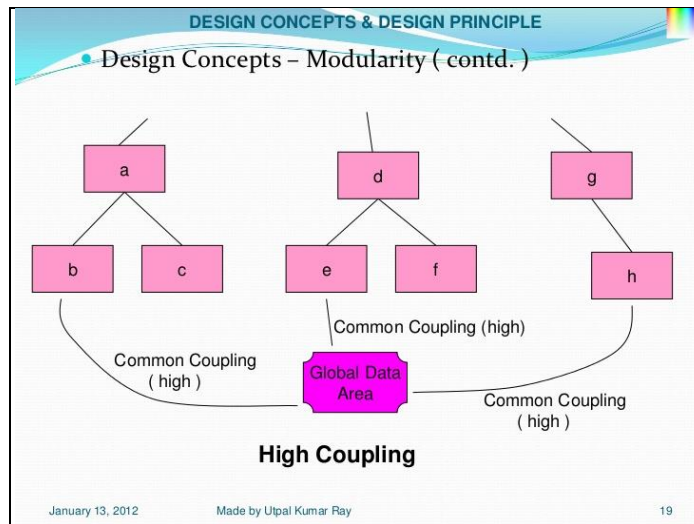 DESIGN CONCEPTS & DESIGN PRINCIPLE
Design Concepts – Modularity ( contd. )
a
d
g
b
c
e
f
h
Common Coupling (high)
Common Coupling
( high )
Global Data
Area
Common Coupling
( high )
High Coupling
January 13, 2012
Made by Utpal Kumar Ray
19